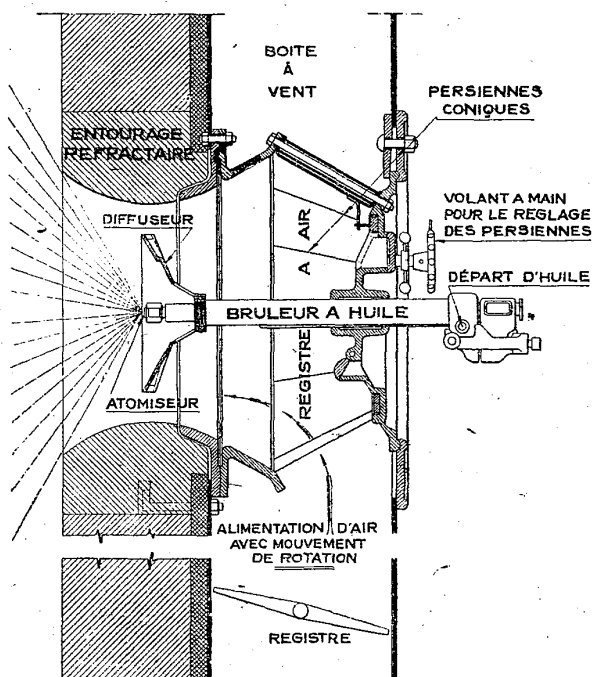 BOITE
À
VENT
PERSIENNES
CONIQUES
ENTOURAGE
REFRACTAIRE
DIFFUSEUR
REGISTRE A AIR
VOLANT A MAIN
POUR LE REGLAGE
DES PERSIENNES
DÉPART D'HUILE
BRULEUR A HUILE
ATOMISEUR
ALIMENTATION D'AIR
AVEC MOUVEMENT
DE ROTATION
REGISTRE